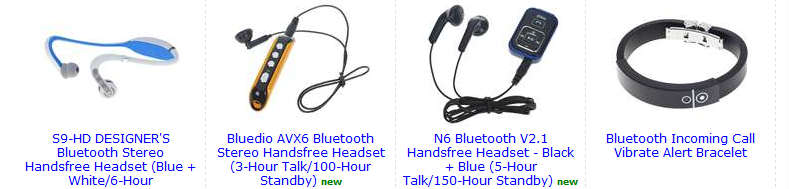 S9-HD DESIGNER'S
Bluetooth Stereo
Handsfree Headset (Blue +
White/6-Hour
Bluedio AVX6 Bluetooth
Stereo Handsfree Headset
(3-Hour Talk/100-Hour
Standby) new
N6 Bluetooth V2.1
Handsfree Headset - Black
+ Blue (5-Hour
Talk/150-Hour Standby) new
Bluetooth Incoming Call
Vibrate Alert Bracelet